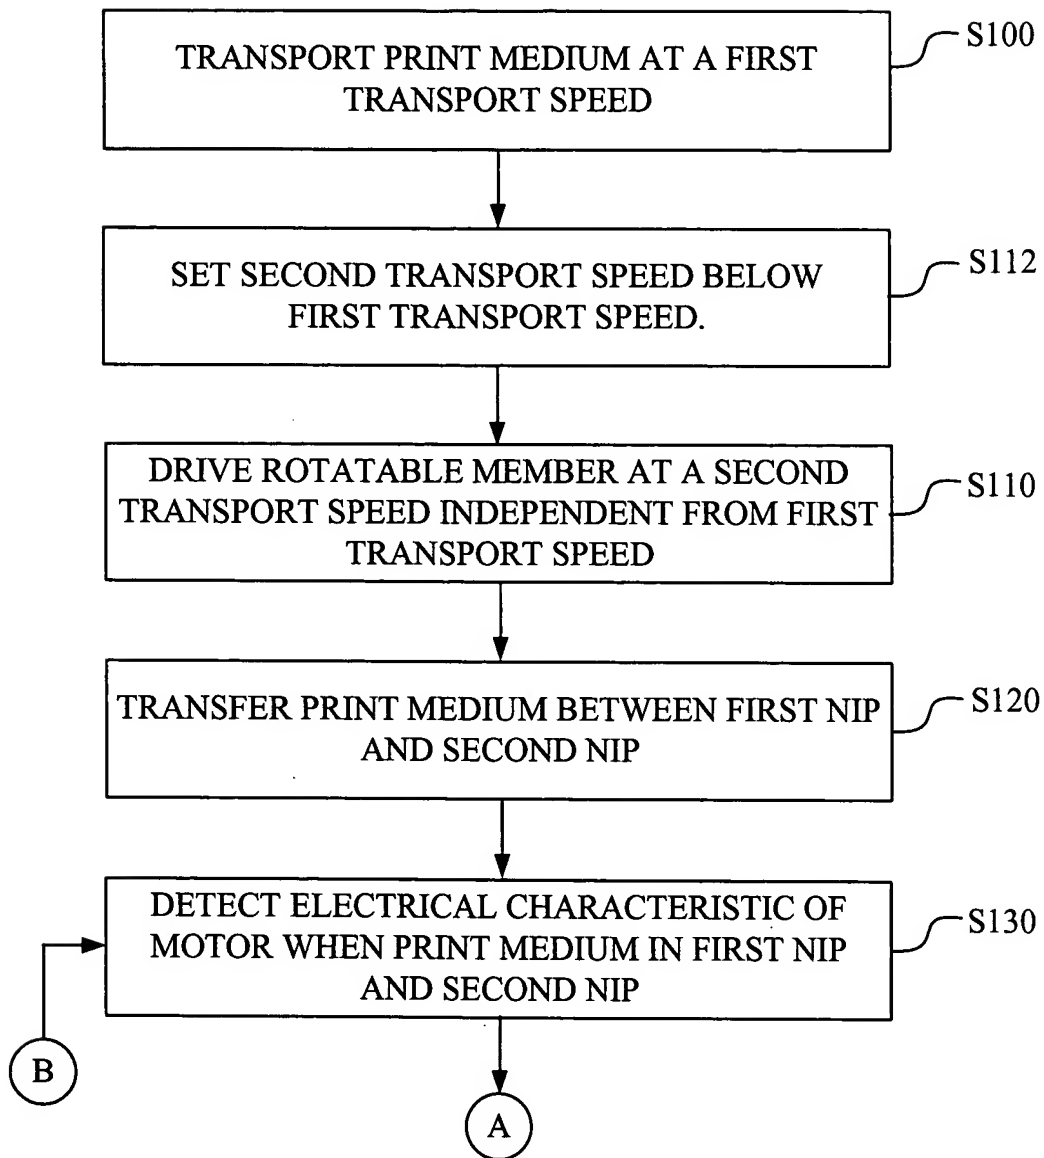 TRANSPORT PRINT MEDIUM AT A FIRST
TRANSPORT SPEED
S100
SET SECOND TRANSPORT SPEED BELOW
FIRST TRANSPORT SPEED.
S112
DRIVE ROTATABLE MEMBER AT A SECOND
TRANSPORT SPEED INDEPENDENT FROM FIRST
TRANSPORT SPEED
S110
TRANSFER PRINT MEDIUM BETWEEN FIRST NIP
AND SECOND NIP
S120
DETECT ELECTRICAL CHARACTERISTIC OF
MOTOR WHEN PRINT MEDIUM IN FIRST NIP
AND SECOND NIP
S130
B
A